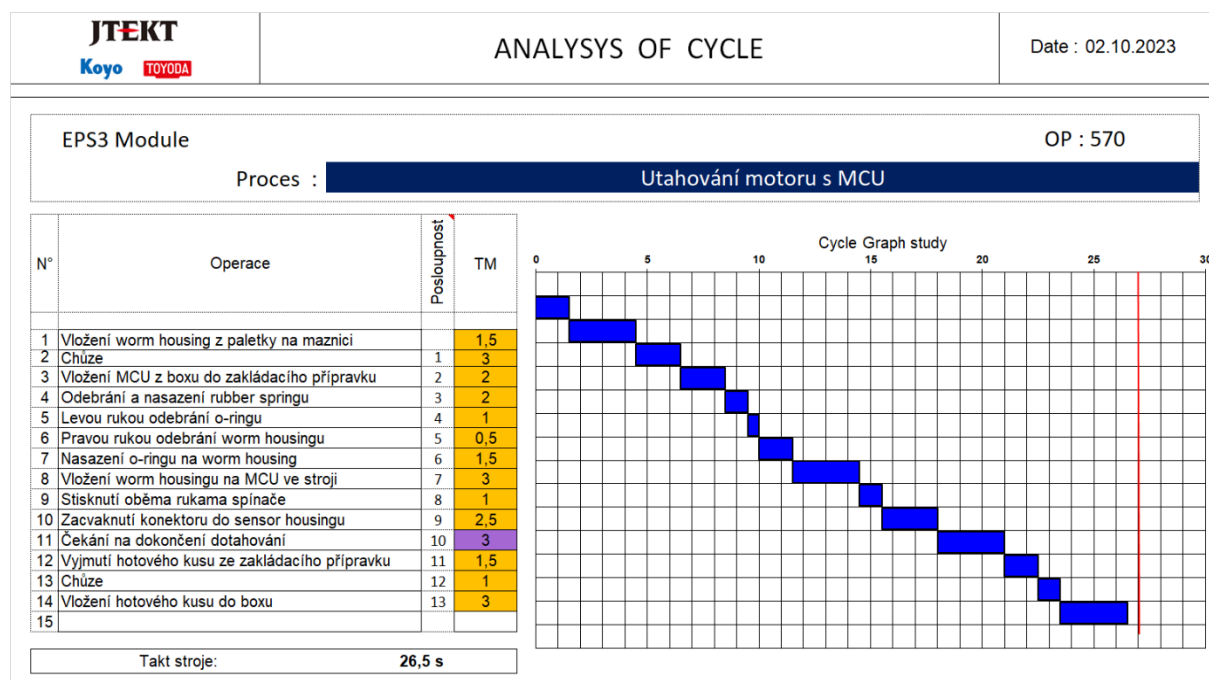 JTEKT
Koyo TOYODA
ANALYSYS OF CYCLE
Date : 02.10.2023
EPS3 Module
OP : 570
Proces : Utahování motoru s MCU
N° Operace Posloupnost TM
Cycle Graph study
0 5 10 15 20 25 30
1 Vložení worm housing z paletky na maznici 1,5
2 Chůze 1 3
3 Vložení MCU z boxu do zakládacího přípravku 2 2
4 Odebrání a nasazení rubber springu 3 2
5 Levou rukou odebrání o-ringu 4 1
6 Pravou rukou odebrání worm housingu 5 0,5
7 Nasazení o-ringu na worm housing 6 1,5
8 Vložení worm housingu na MCU ve stroji 7 3
9 Stisknutí oběma rukama spínače 8 1
10 Zacvaknutí konektoru do sensor housingu 9 2,5
11 Čekání na dokončení dotahování 10 3
12 Vyjmutí hotového kusu ze zakládacího přípravku 11 1,5
13 Chůze 12 1
14 Vložení hotového kusu do boxu 13 3
15
Takt stroje: 26,5 s